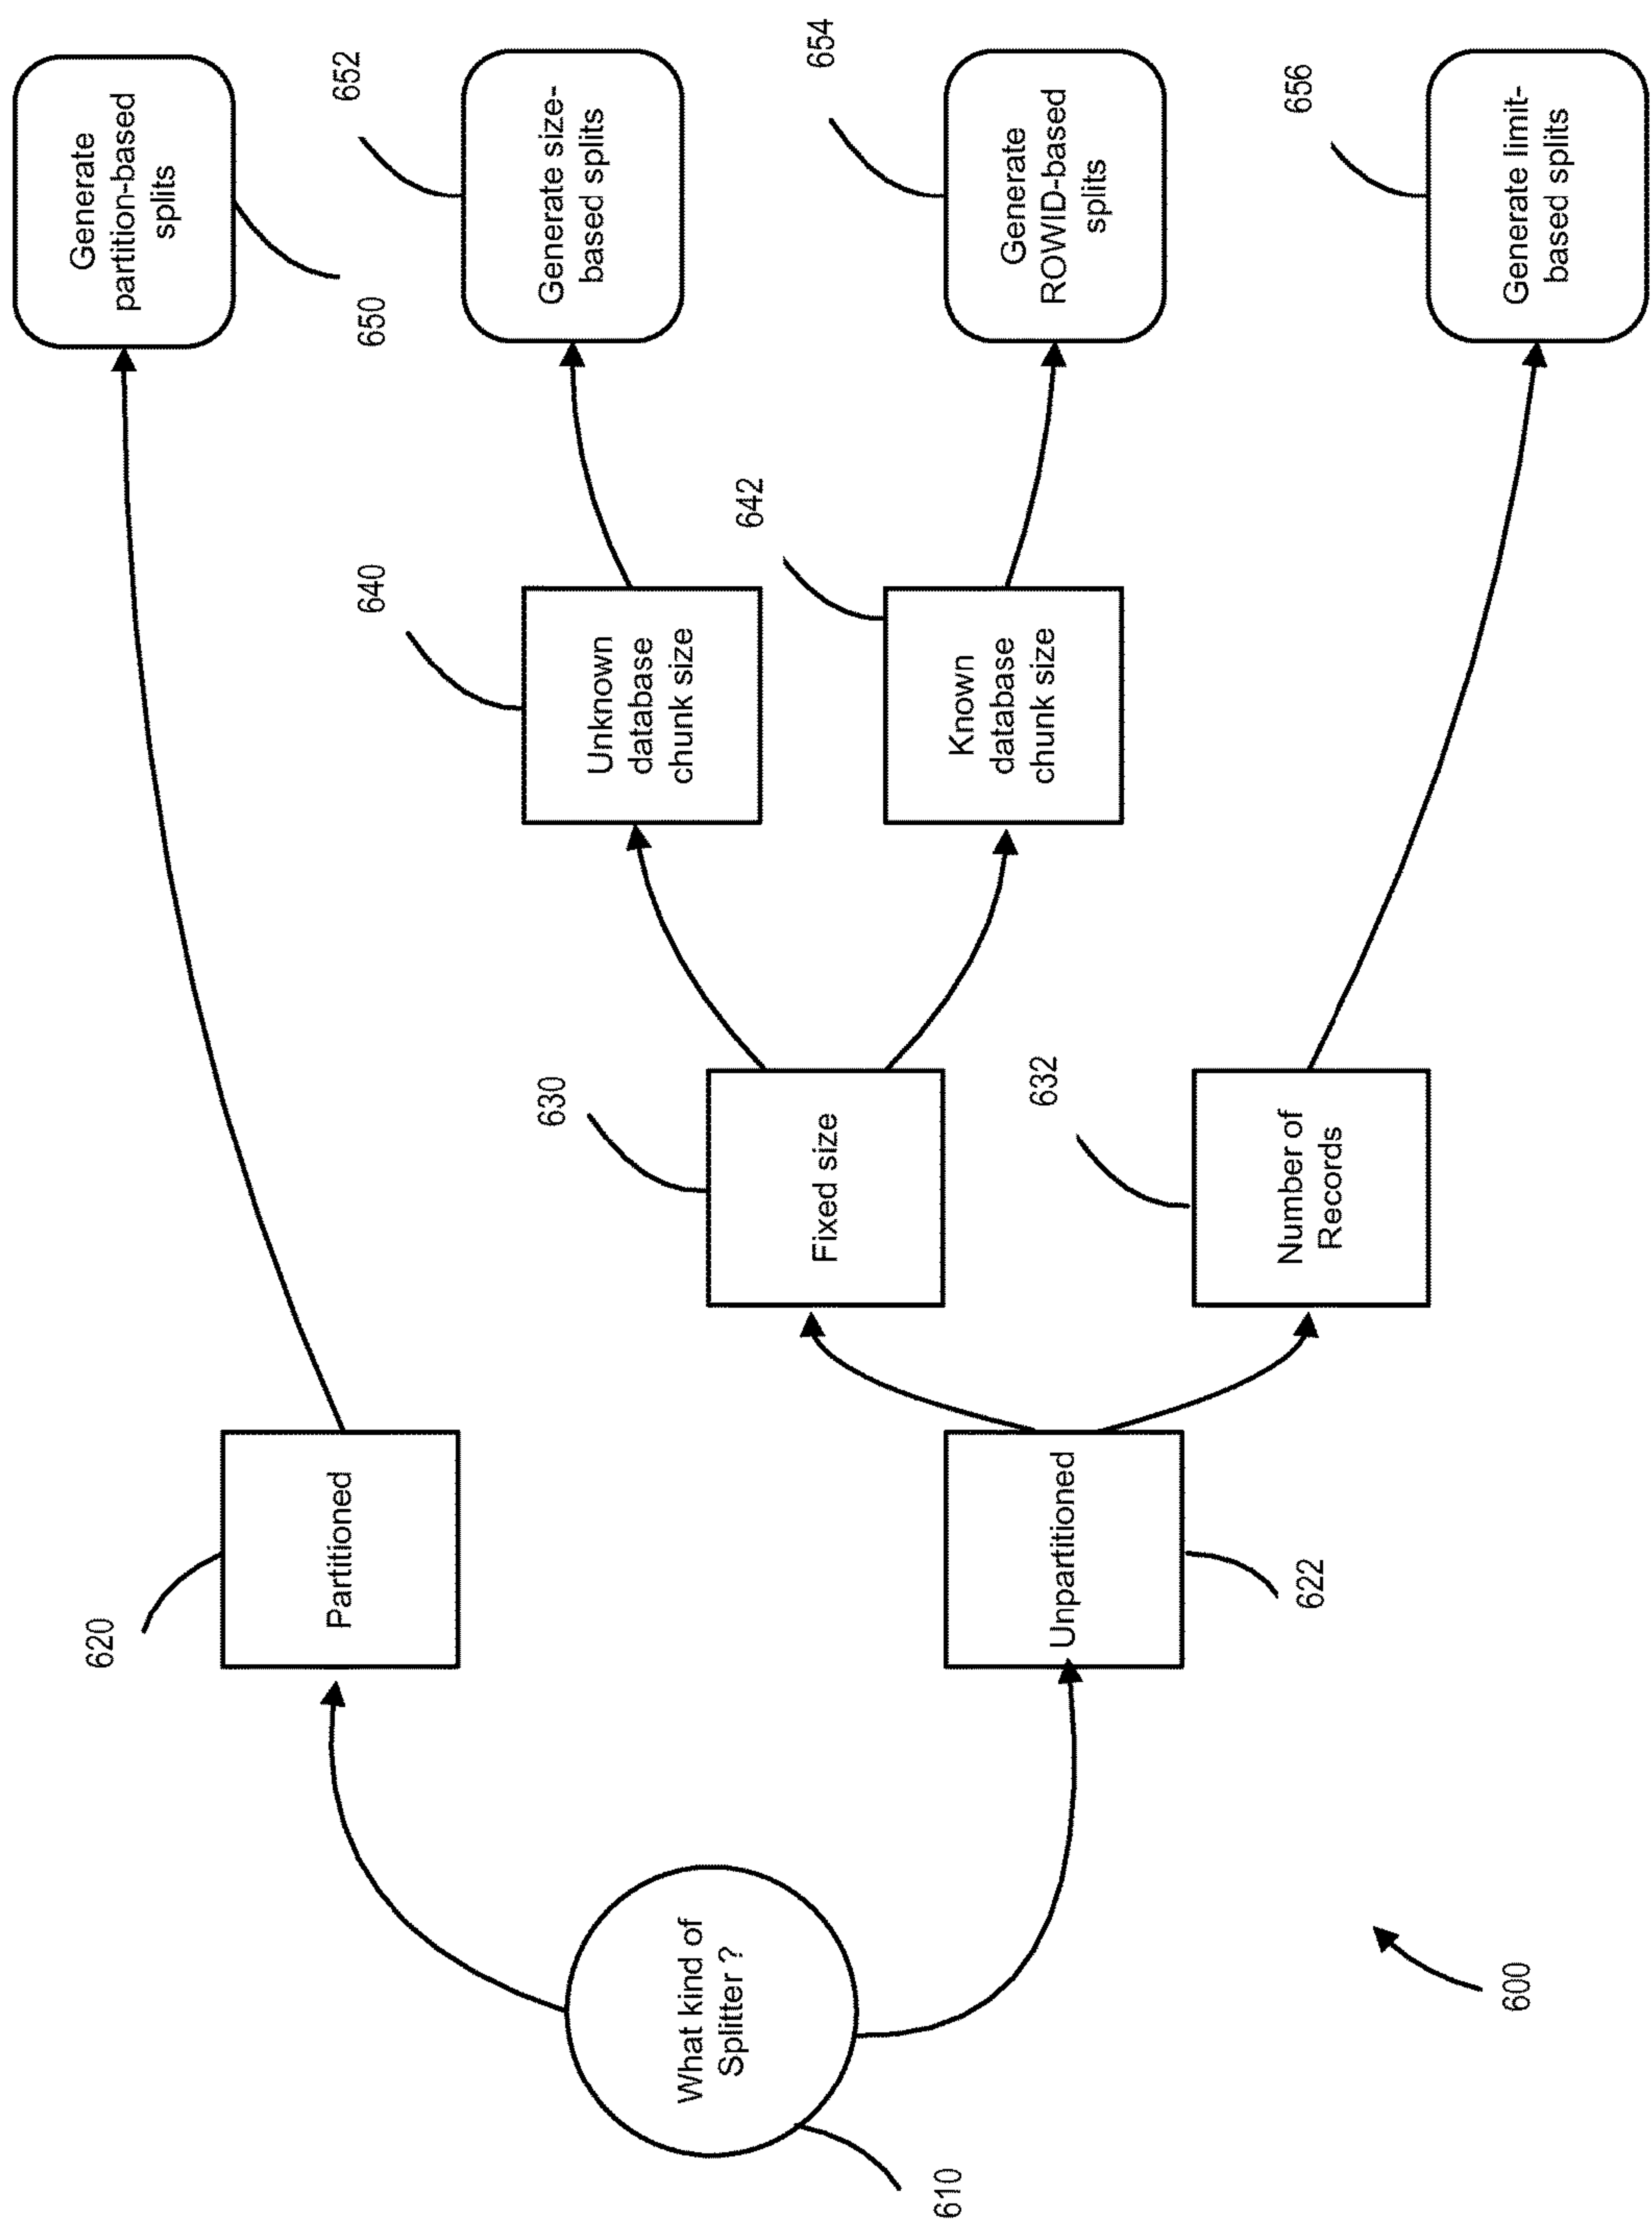 What kind of
Splitter ?
610
620
Partitioned
Unpartitioned
622
630
Fixed size
632
Number of
Records
640
Unknown
database
chunk size
642
Known
database
chunk size
Generate
partition-based
splits
650
652
Generate size-
based splits
654
Generate
ROWID-based
splits
656
Generate limit-
based splits
600